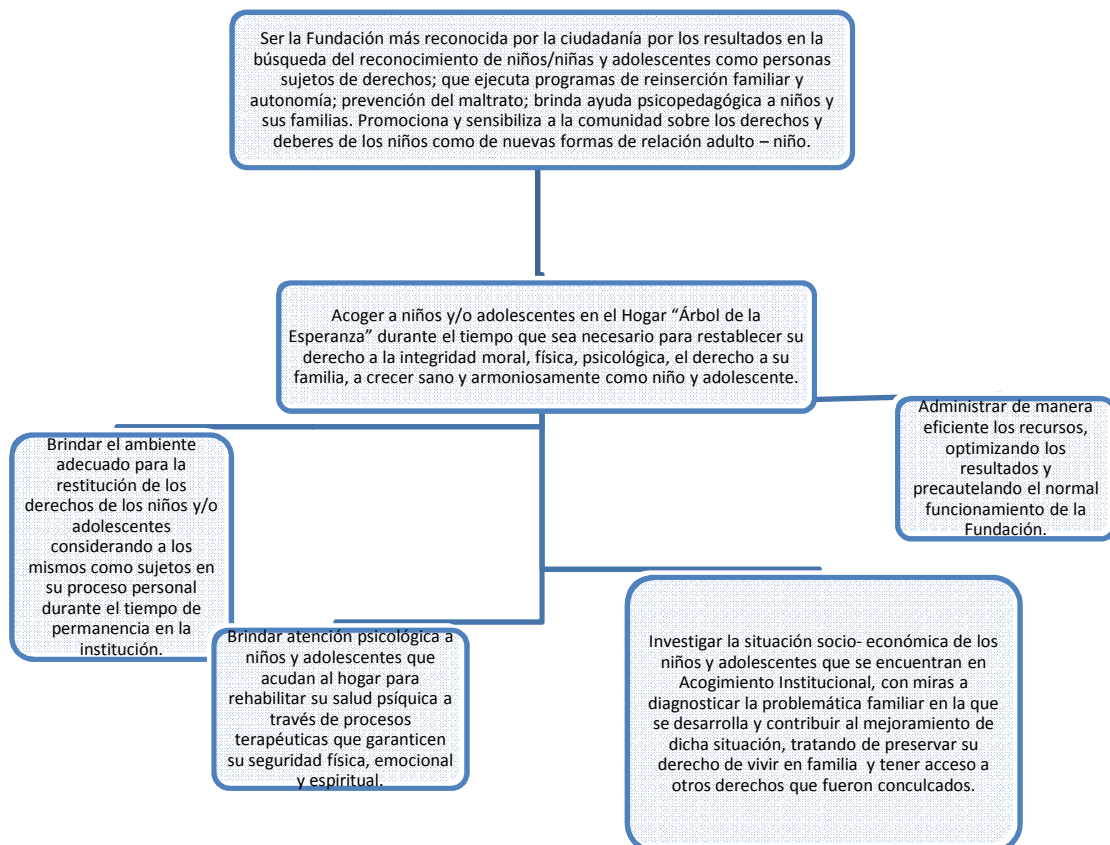 Ser la Fundación más reconocida por la ciudadanía por los resultados en la
búsqueda del reconocimiento de niños/niñas y adolescentes como personas
sujetos de derechos; que ejecuta programas de reinserción familiar y
autonomía; prevención del maltrato; brinda ayuda psicopedagógica a niños y
sus familias. Promociona y sensibiliza a la comunidad sobre los derechos y
deberes de los niños como de nuevas formas de relación adulto – niño.
Acoger a niños y/o adolescentes en el Hogar “Árbol de la
Esperanza” durante el tiempo que sea necesario para restablecer su
derecho a la integridad moral, física, psicológica, el derecho a su
familia, a crecer sano y armoniosamente como niño y adolescente.
Brindar el ambiente
adecuado para la
restitución de los
derechos de los niños y/o
adolescentes
considerando a los
mismos como sujetos en
su proceso personal
durante el tiempo de
permanencia en la
institución.
Brindar atención psicológica a
niños y adolescentes que
acudan al hogar para
rehabilitar su salud psíquica a
través de procesos
terapéuticas que garanticen
su seguridad física, emocional
y espiritual.
Investigar la situación socio- económica de los
niños y adolescentes que se encuentran en
Acogimiento Institucional, con miras a
diagnosticar la problemática familiar en la que
se desarrolla y contribuir al mejoramiento de
dicha situación, tratando de preservar su
derecho de vivir en familia y tener acceso a
otros derechos que fueron conculcados.
Administrar de manera
eficiente los recursos,
optimizando los
resultados y
precautelando el normal
funcionamiento de la
Fundación.